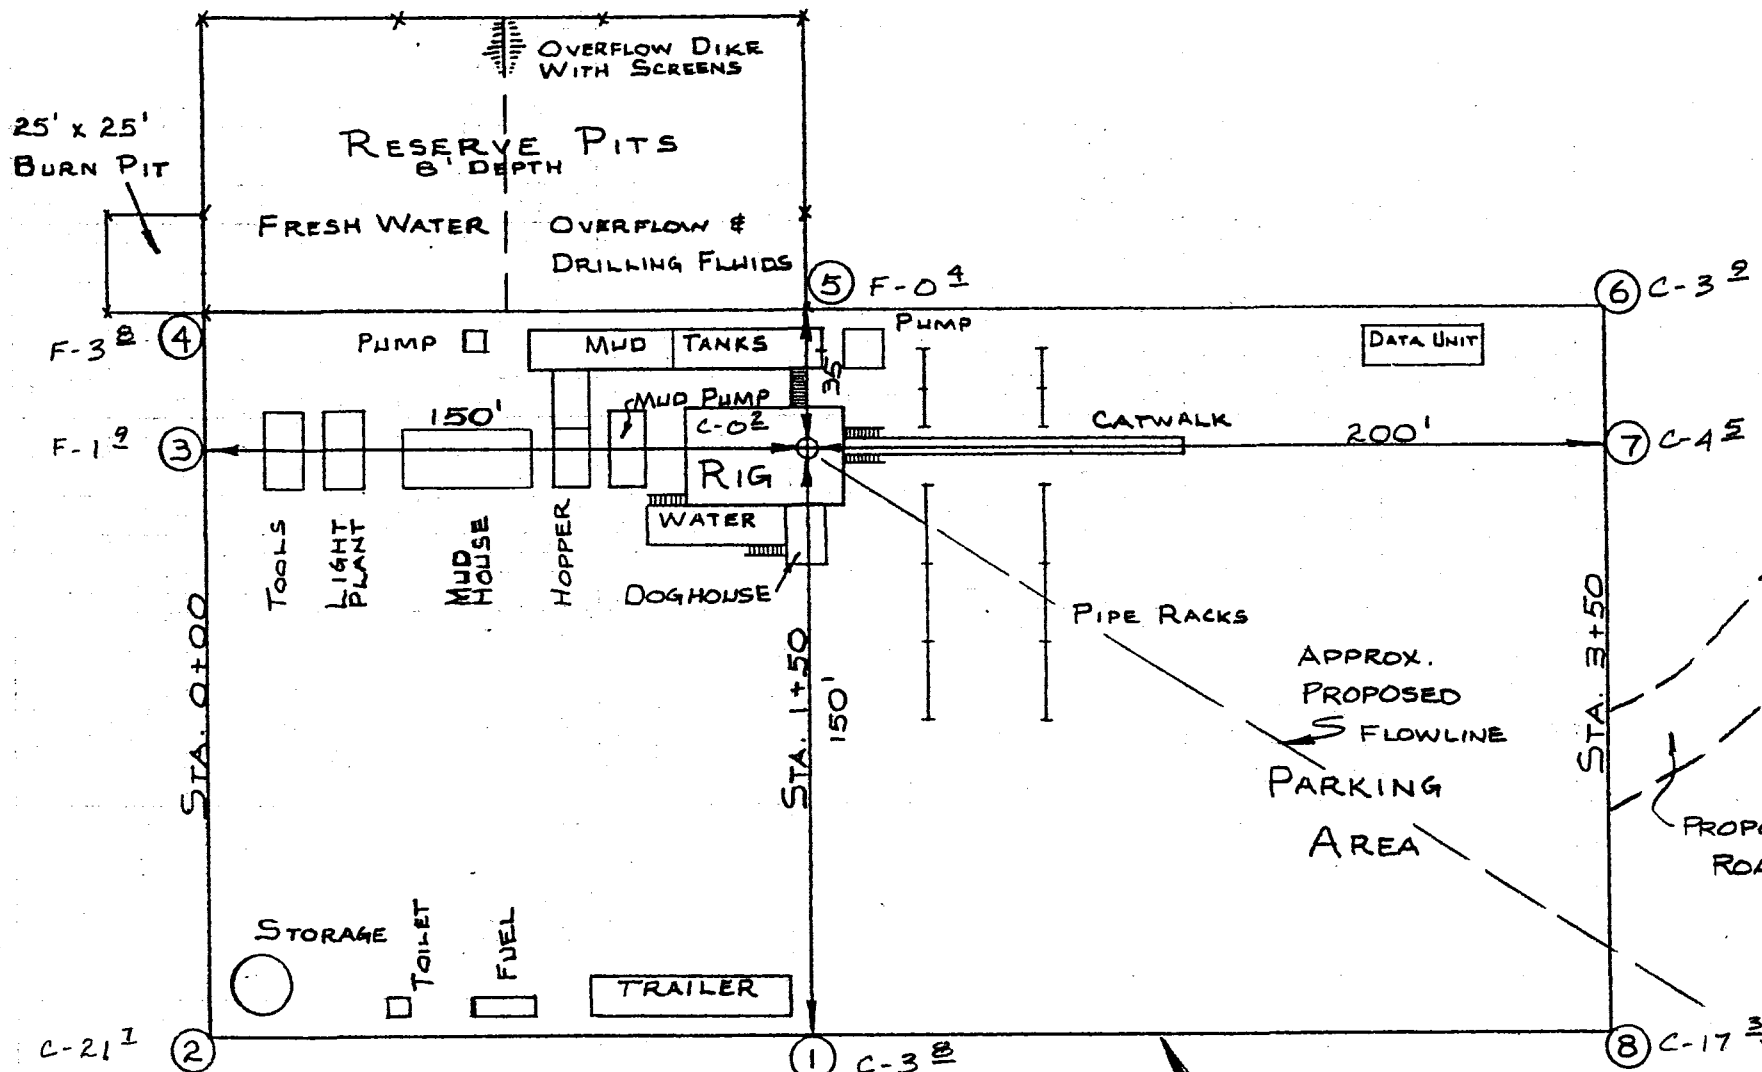 OVERFLOW DIKE
WITH SCREENS
25' x 25'
BURN PIT
RESERVE PITS
8' DEPTH
FRESH WATER
OVERFLOW &
DRILLING FLUIDS
5 F-0 4
6 C-3 9
F-3 8 4
PUMP
MUD TANKS
PUMP
DATA UNIT
35
MUD PUMP
150'
C-0 2
CATWALK
200'
F-1 9 3
7 C-4 5
RIG
WATER
TOOLS
LIGHT
PLANT
MUD
HOUSE
HOPPER
DOGHOUSE
PIPE RACKS
STA. 0+00
STA. 1+50
150'
STA. 3+50
APPROX.
PROPOSED
FLOWLINE
PARKING
AREA
STORAGE
TOILET
FUEL
TRAILER
2
1 C-3 8
8 C-17